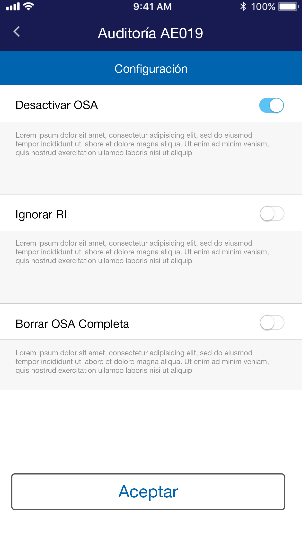 9:41 AM
100%
Auditoría AE019
Configuración
Desactivar OSA
Lorem ipsum dolor sit amet, consectetur adipisicing elit, sed do eiusmod
tempor incididunt ut labore et dolore magna aliqua. Ut enim ad minim veniam,
quis nostrud exercitation ullamco laboris nisi ut aliquip
Ignorar RI
Lorem ipsum dolor sit amet, consectetur adipisicing elit, sed do eiusmod
tempor incididunt ut labore et dolore magna aliqua. Ut enim ad minim veniam,
quis nostrud exercitation ullamco laboris nisi ut aliquip
Borrar OSA Completa
Lorem ipsum dolor sit amet, consectetur adipisicing elit, sed do eiusmod
tempor incididunt ut labore et dolore magna aliqua. Ut enim ad minim veniam,
quis nostrud exercitation ullamco laboris nisi ut aliquip
Aceptar